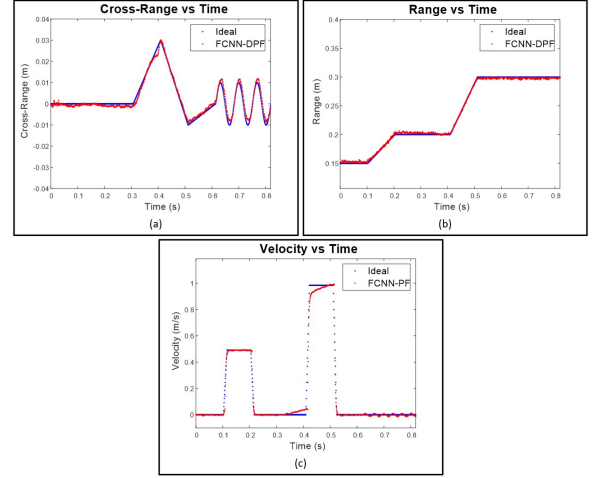 Cross-Range vs Time
Ideal
FCNN-DPF
0.04
0.03
0.02
0.01
0
-0.01
-0.02
-0.03
-0.04
Cross-Range (m)
0 0.1 0.2 0.3 0.4 0.5 0.6 0.7 0.8
Time (s)
(a)
Range vs Time
Ideal
FCNN-DPF
0.4
0.3
0.2
0.15
Range (m)
0 0.1 0.2 0.3 0.4 0.5 0.6 0.7 0.8
Time (s)
(b)
Velocity vs Time
Ideal
FCNN-PF
1
0.8
0.6
0.4
0.2
0
Velocity (m/s)
0 0.1 0.2 0.3 0.4 0.5 0.6 0.7 0.8
Time (s)
(c)